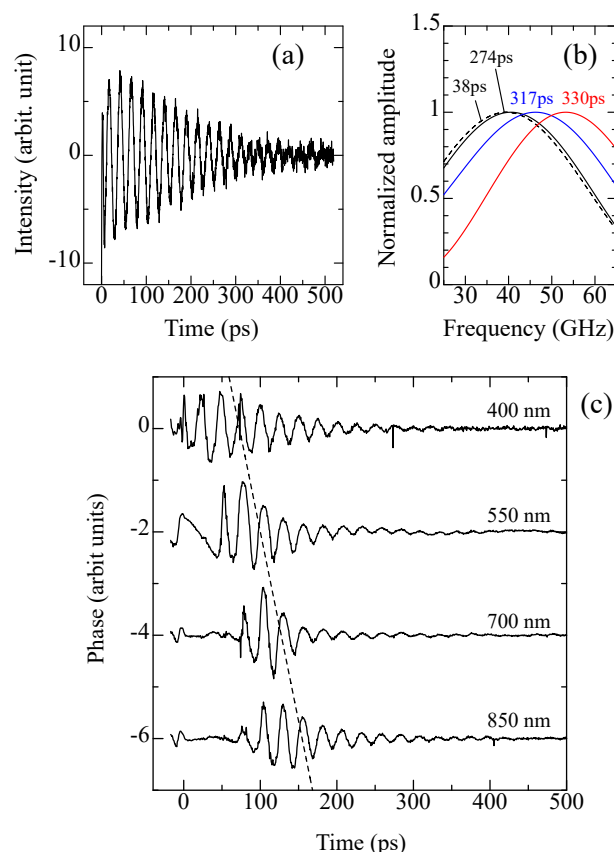 (a)
10
0
-10
Intensity (arbit. unit)
0 100 200 300 400 500
Time (ps)
(b)
274ps
38ps
317ps 330ps
1.5
1
0.5
0
Normalized amplitude
30 40 50 60
Frequency (GHz)
(c)
400 nm
550 nm
700 nm
850 nm
0
-2
-4
-6
Phase (arbit units)
0 100 200 300 400 500
Time (ps)